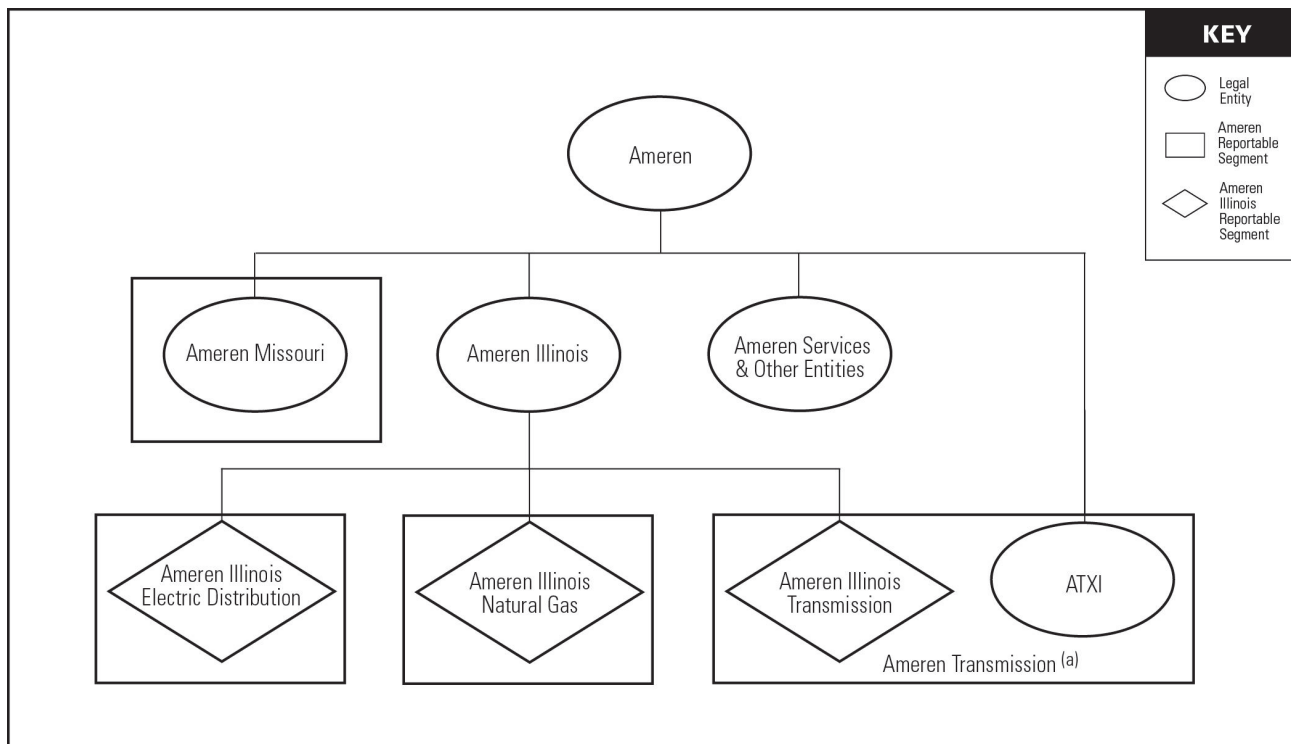 KEY
Legal
Entity
Ameren
Reportable
Segment
Ameren
Illinois
Reportable
Segment
Ameren
Ameren Missouri
Ameren Illinois
Ameren Services
& Other Entities
Ameren Illinois
Electric Distribution
Ameren Illinois
Natural Gas
Ameren Illinois
Transmission
ATXI
Ameren Transmission (a)